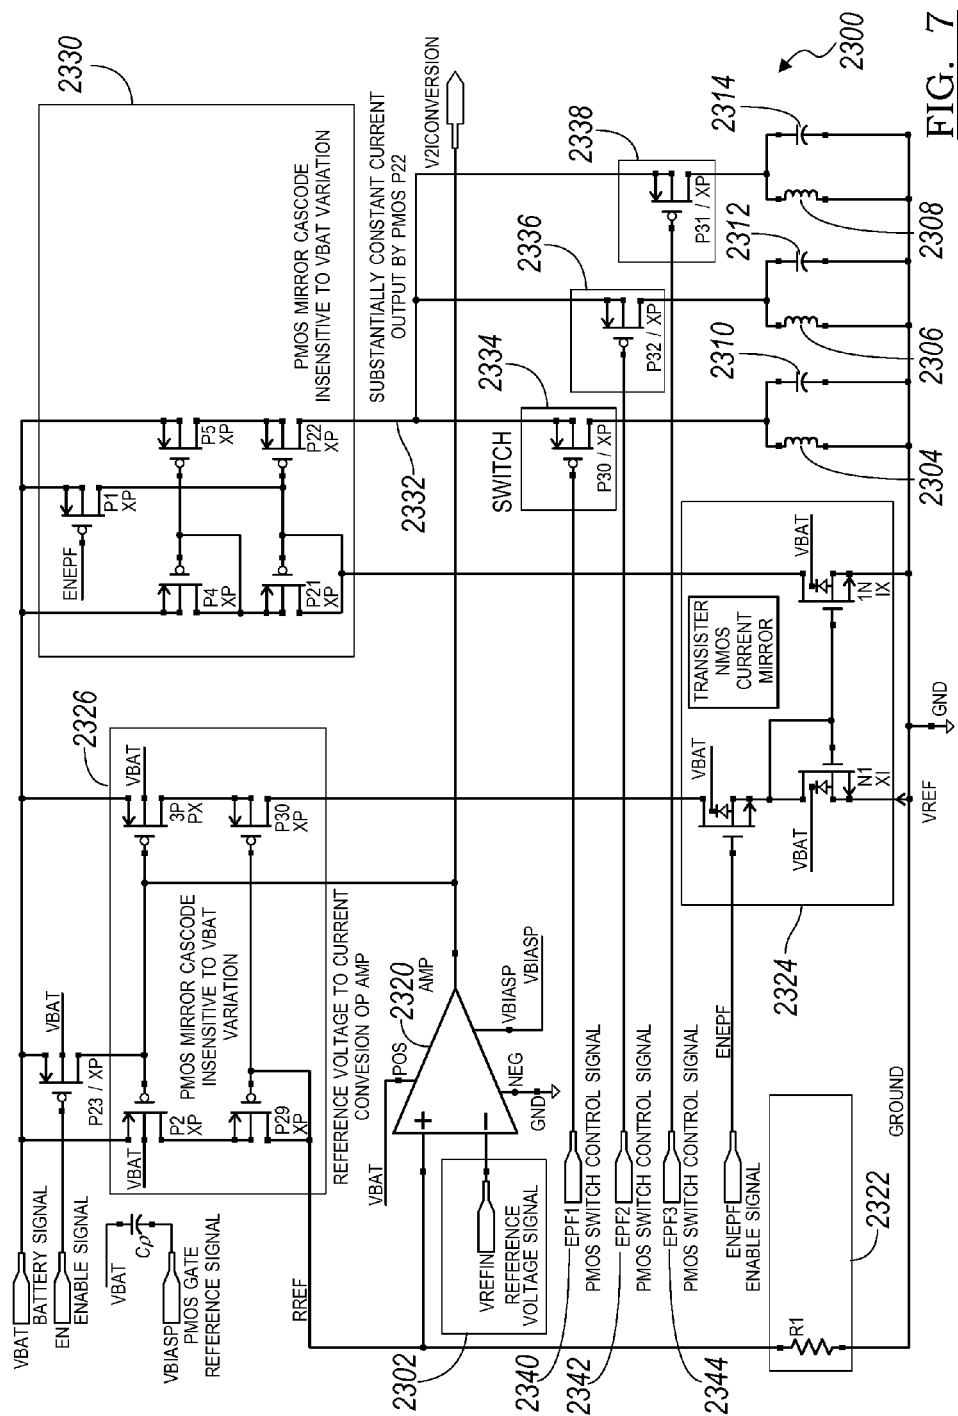 VBAT
BATTERY SIGNAL
EN
ENABLE SIGNAL
VBAT
Cρ
VBIASP
PMOS GATE
REFERENCE SIGNAL
RREF
P23 / XP
VBAT
VBAT
P2
XP
P29
XP
PMOS MIRROR CASCODE
INSENSITIVE TO VBAT
VARIATION
VBAT
3P
PX
P30
XP
2326
ENEPF
P1
XP
P4
XP
P21
XP
P5
XP
P22
XP
PMOS MIRROR CASCODE
INSENSITIVE TO VBAT VARIATION
2330
REFERENCE VOLTAGE TO CURRENT
CONVESION OP AMP
SUBSTANTIALLY CONSTANT CURRENT
OUTPUT BY PMOS P22
2332
V2ICONVERSION
VBAT
POS
2320
AMP
+
−
NEG
GND
VBIASP
VBIASP
VREFIN
REFERENCE
VOLTAGE SIGNAL
2302
SWITCH
2334
P30 / XP
2336
P32 / XP
2338
P31 / XP
2340
EPF1
PMOS SWITCH CONTROL SIGNAL
2342
EPF2
PMOS SWITCH CONTROL SIGNAL
2344
EPF3
PMOS SWITCH CONTROL SIGNAL
ENEPF
ENABLE SIGNAL
ENEPF
2324
VBAT
VBAT
N1
XI
TRANSISTER
NMOS
CURRENT
MIRROR
VBAT
1N
IX
2304
2310
2306
2312
2308
2314
R1
2322
GROUND
VREF
GND
2300
FIG. 7